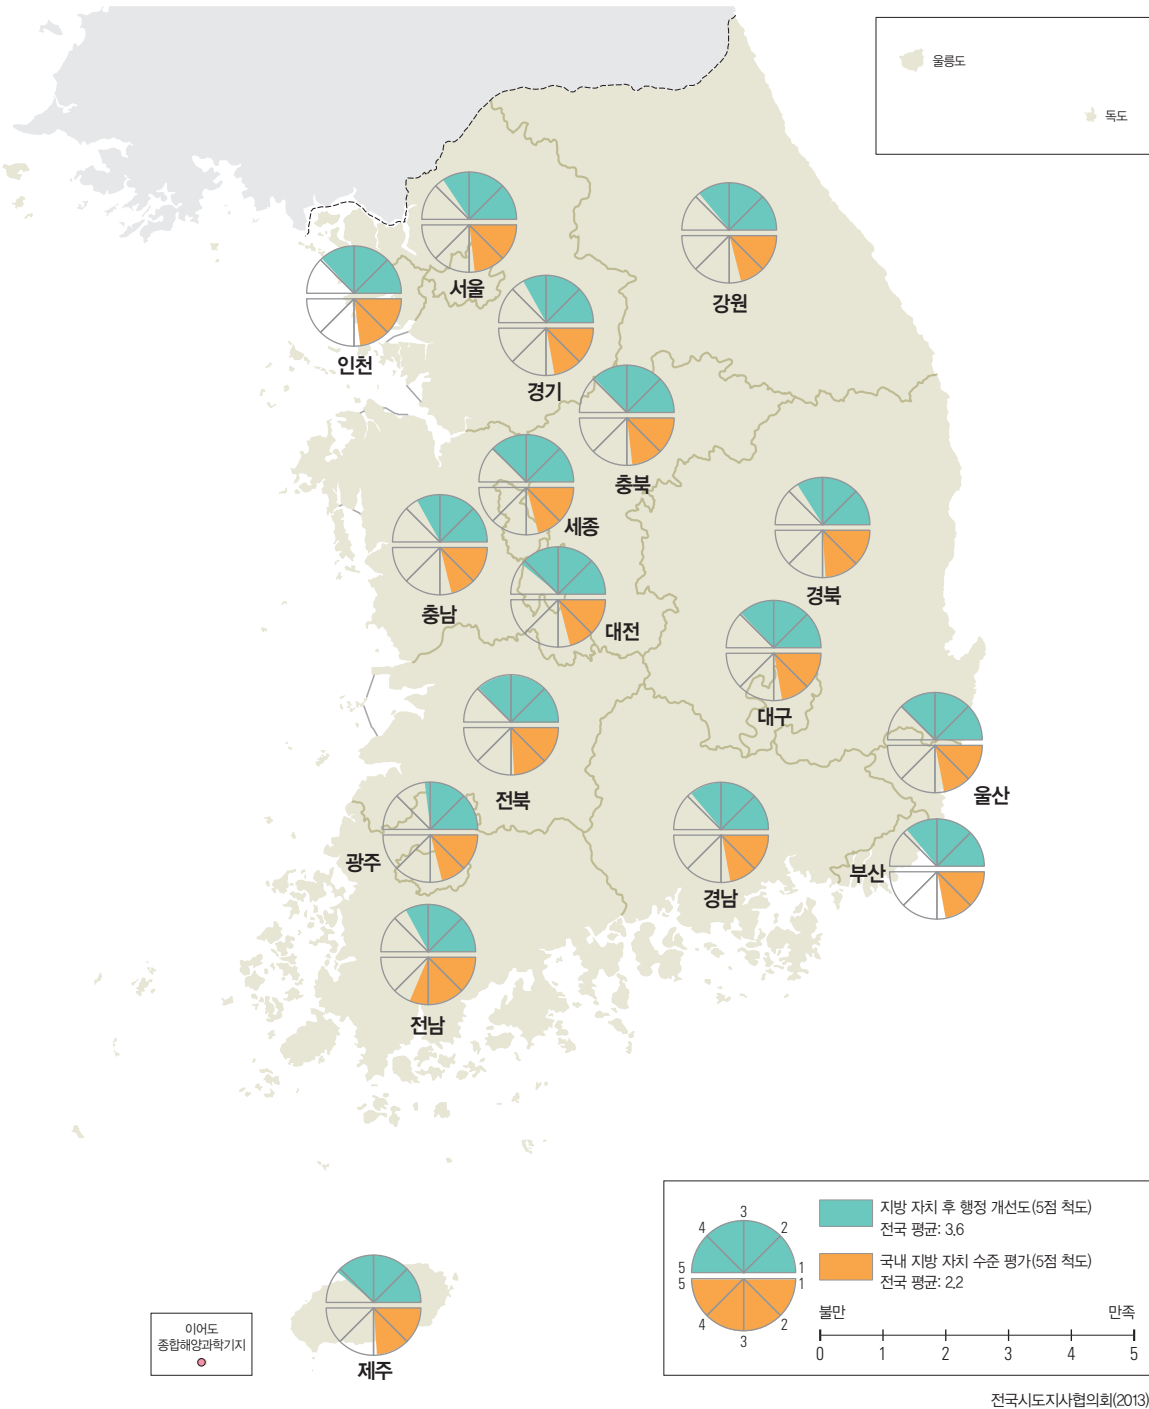 울릉도
독도
서울
강원
인천
경기
충북
세종
경북
충남
대전
대구
울산
전북
광주
부산
경남
전남
제주
이어도
종합해양과학기지
3
4 2
5 1
5 1
4 2
3
지방 자치 후 행정 개선도(5점 척도)
전국 평균: 3.6
국내 지방 자치 수준 평가(5점 척도)
전국 평균: 2.2
불만 만족
0 1 2 3 4 5
전국시도지사협의회(2013)